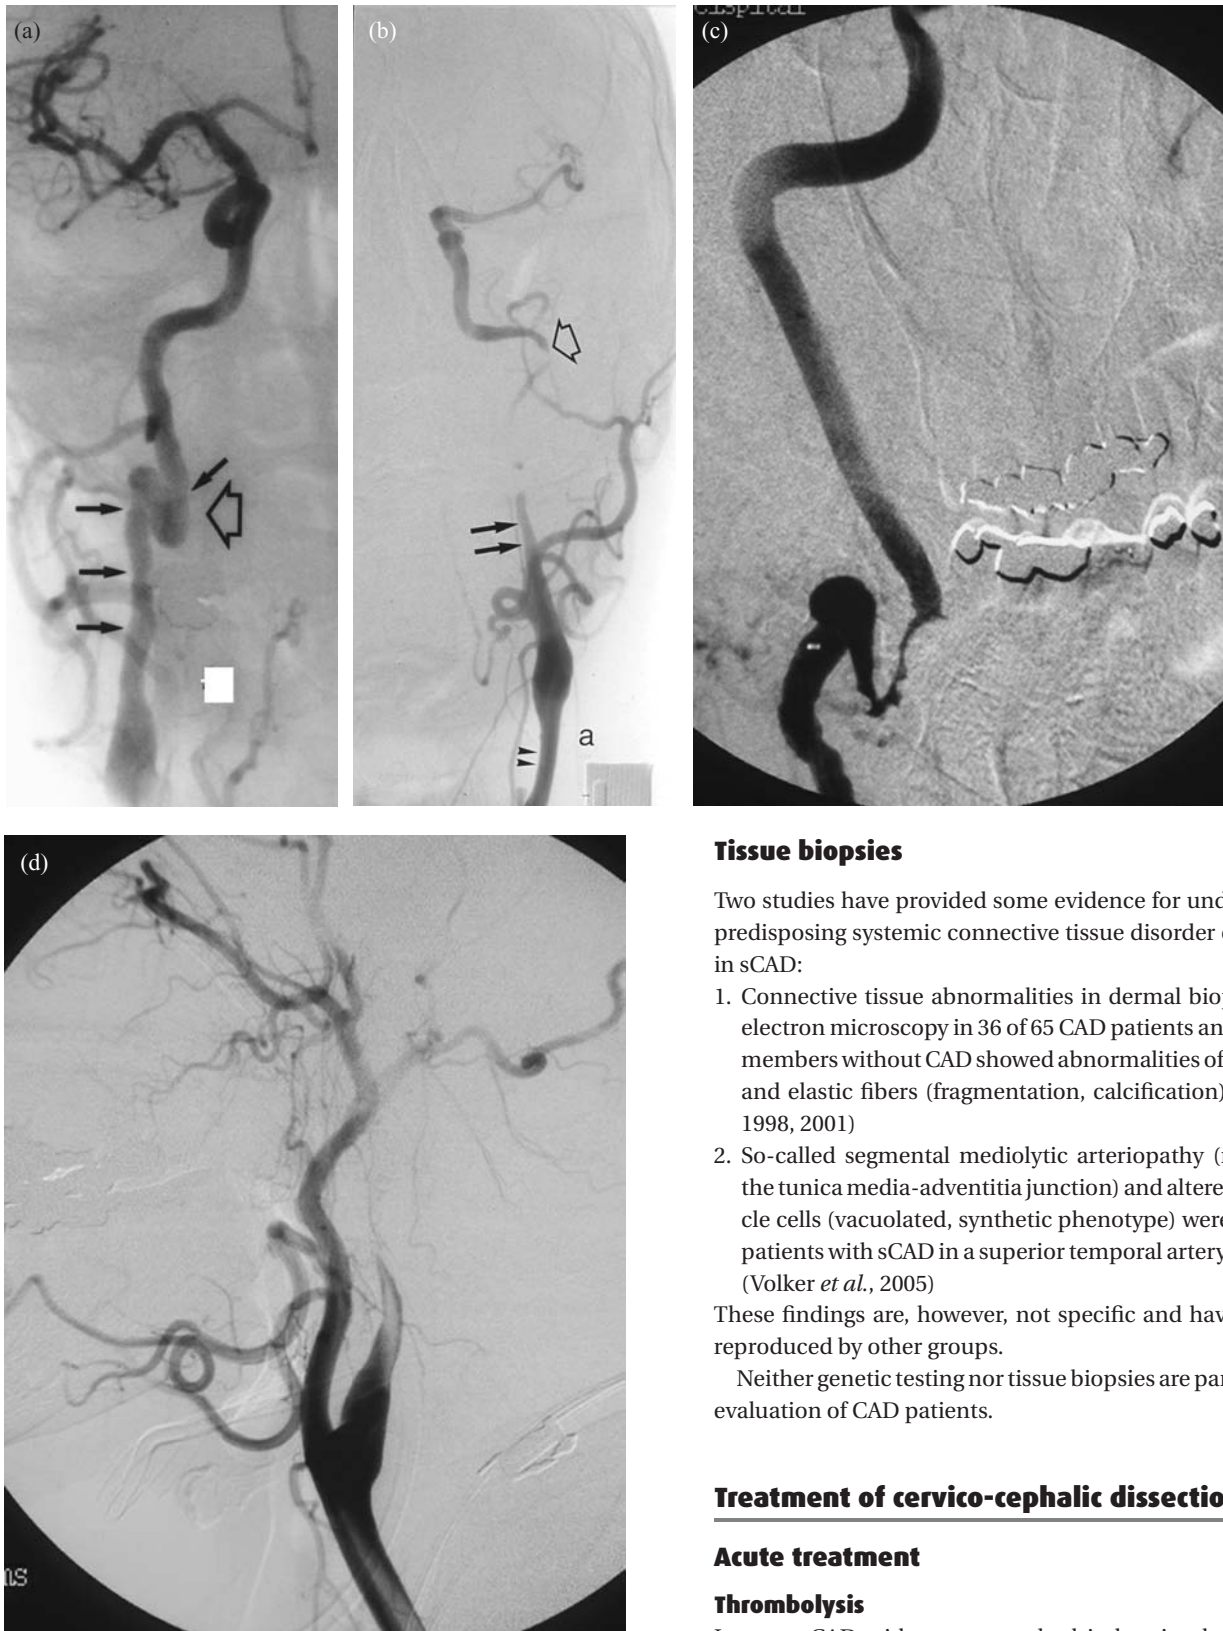 (a)
(b)
(c)
a
(d)
Tissue biopsies
Two studies have provided some evidence for und
predisposing systemic connective tissue disorder
in sCAD:
1. Connective tissue abnormalities in dermal biop
electron microscopy in 36 of 65 CAD patients an
members without CAD showed abnormalities of
and elastic fibers (fragmentation, calcification)
1998, 2001)
2. So-called segmental mediolytic arteriopathy (
the tunica media-adventitia junction) and altere
cle cells (vacuolated, synthetic phenotype) were
patients with sCAD in a superior temporal artery
(Volker et al., 2005)
These findings are, however, not specific and hav
reproduced by other groups.
Neither genetic testing nor tissue biopsies are par
evaluation of CAD patients.
Treatment of cervico-cephalic dissectio
Acute treatment
Thrombolysis